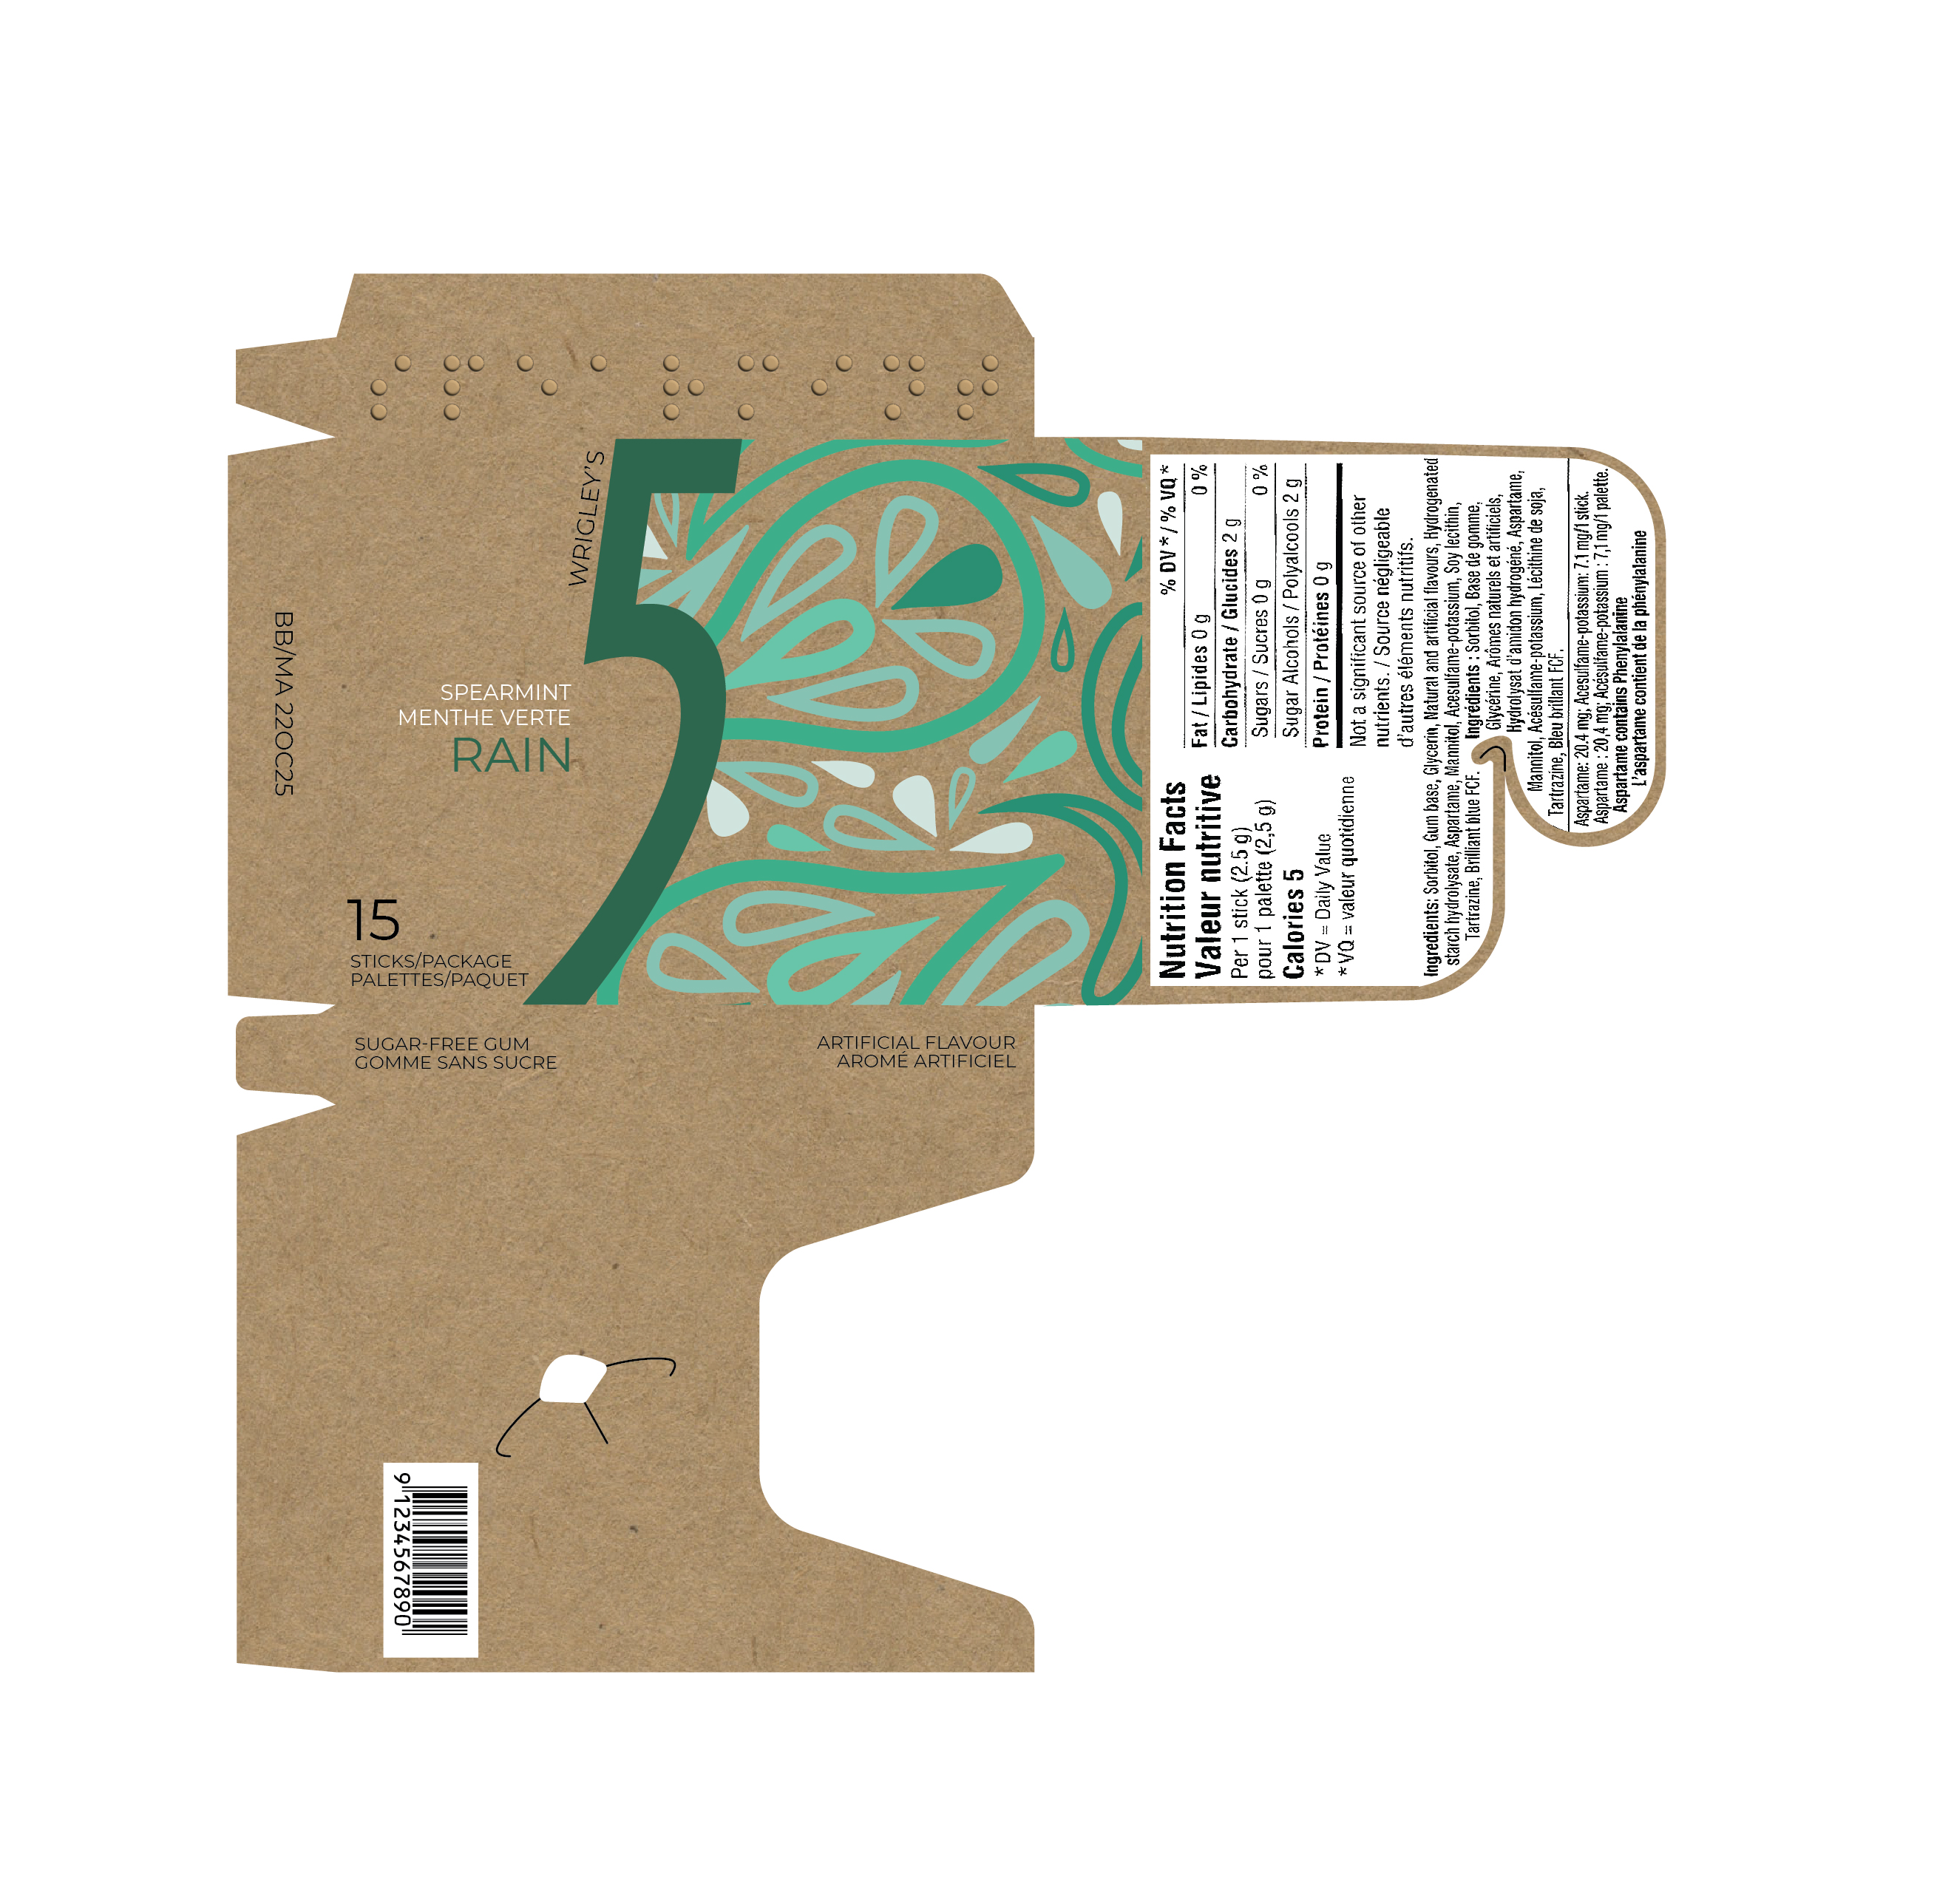 ⠎⠏⠑⠁⠗⠍⠊⠝⠞
WRIGLEY'S
5
SPEARMINT
MENTHE VERTE
RAIN
BB/MA 22OC25
15
STICKS/PACKAGE
PALETTES/PAQUET
SUGAR-FREE GUM
GOMME SANS SUCRE
ARTIFICIAL FLAVOUR
AROMÉ ARTIFICIEL
9 1234567890
Nutrition Facts
Valeur nutritive
Per 1 stick (2.5 g)
pour 1 palette (2,5 g)
Calories 5
* DV = Daily Value
* VQ = valeur quotidienne
% DV * / % VQ *
Fat / Lipides 0 g 0 %
Carbohydrate / Glucides 2 g
Sugars / Sucres 0 g 0 %
Sugar Alcohols / Polyalcools 2 g
Protein / Protéines 0 g
Not a significant source of other
nutrients. / Source négligeable
d'autres éléments nutritifs.
Ingredients: Sorbitol, Gum base, Glycerin, Natural and artificial flavours, Hydrogenated
starch hydrolysate, Aspartame, Mannitol, Acesulfame-potassium, Soy lecithin,
Tartrazine, Brilliant blue FCF.
Ingrédients : Sorbitol, Base de gomme,
Glycérine, Arômes naturels et artificiels,
Hydrolysat d'amidon hydrogéné, Aspartame,
Mannitol, Acésulfame-potassium, Lécithine de soja,
Tartrazine, Bleu brillant FCF.
Aspartame: 20.4 mg; Acesulfame-potassium: 7.1 mg/1 stick.
Aspartame : 20,4 mg; Acésulfame-potassium : 7,1 mg/1 palette.
Aspartame contains Phenylalanine
L'aspartame contient de la phénylalanine